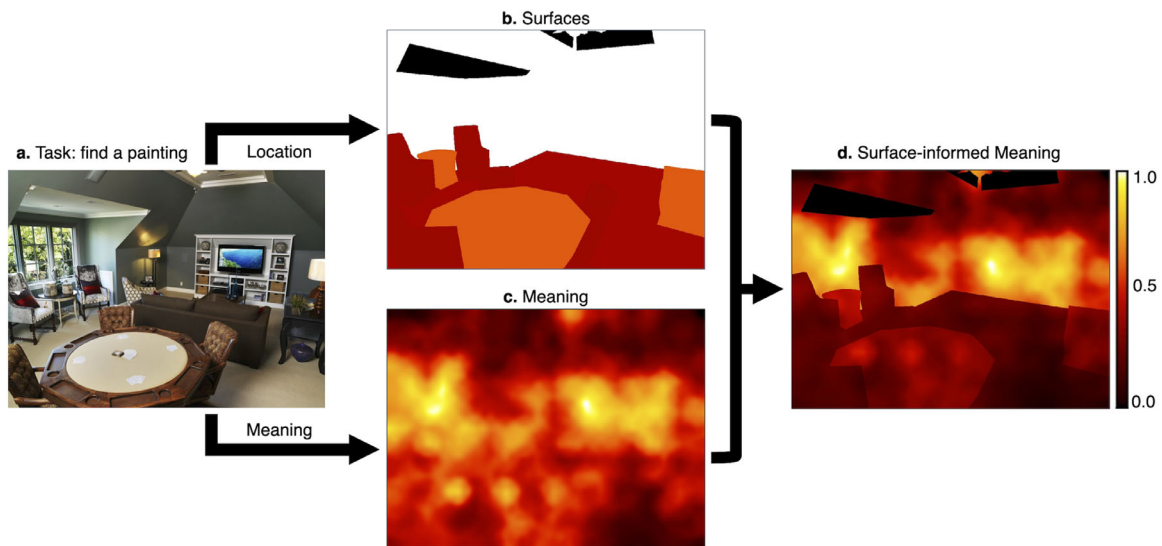 b. Surfaces
a. Task: find a painting
Location
d. Surface-informed Meaning
1.0
0.5
0.0
c. Meaning
Meaning